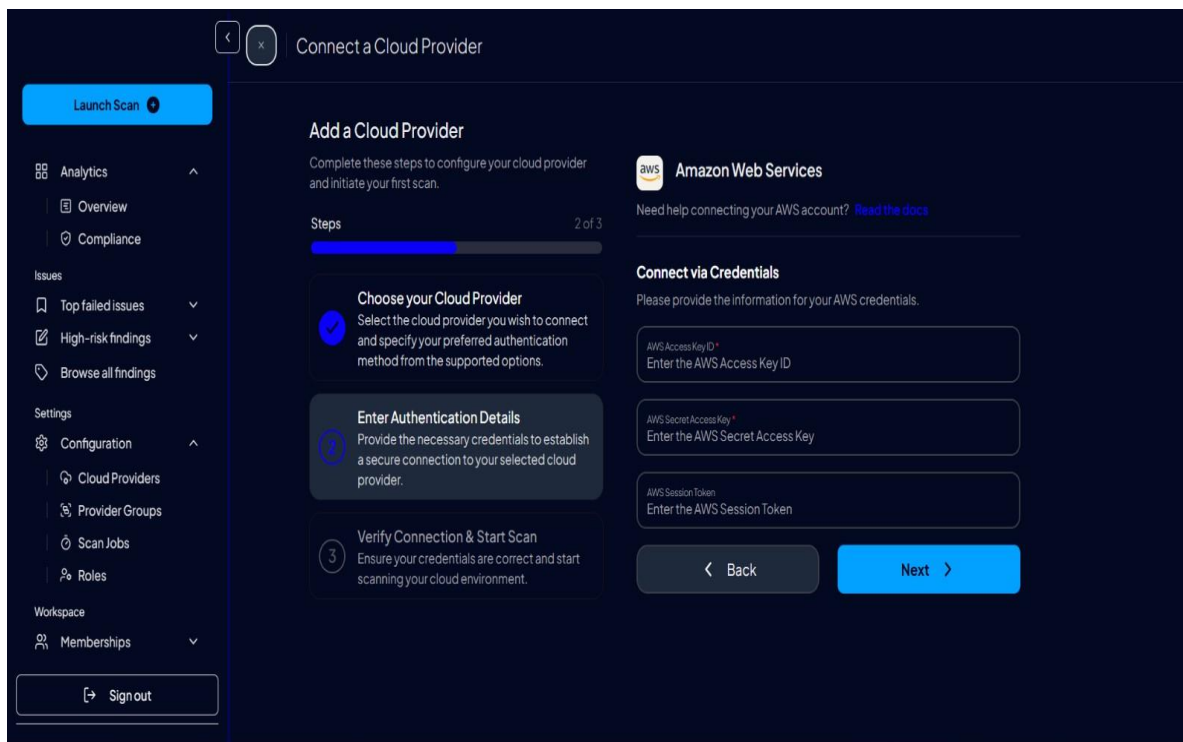 Connect a Cloud Provider
Launch Scan
Analytics
Overview
Compliance
Issues
Top failed issues
High-risk findings
Browse all findings
Settings
Configuration
Cloud Providers
Provider Groups
Scan Jobs
Roles
Workspace
Memberships
Sign out
Add a Cloud Provider
Complete these steps to configure your cloud provider
and initiate your first scan.
Steps 2 of 3
Choose your Cloud Provider
Select the cloud provider you wish to connect
and specify your preferred authentication
method from the supported options.
2
Enter Authentication Details
Provide the necessary credentials to establish
a secure connection to your selected cloud
provider.
3
Verify Connection & Start Scan
Ensure your credentials are correct and start
scanning your cloud environment.
aws Amazon Web Services
Need help connecting your AWS account? Read the docs
Connect via Credentials
Please provide the information for your AWS credentials.
AWS Access Key ID *
Enter the AWS Access Key ID
AWS Secret Access Key *
Enter the AWS Secret Access Key
AWS Session Token
Enter the AWS Session Token
Back
Next